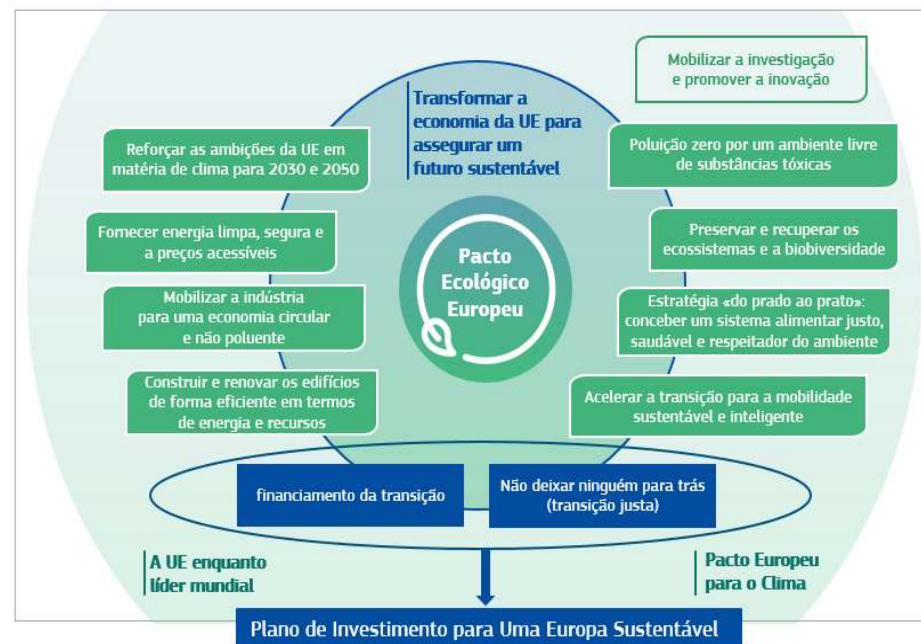 Mobilizar a investigação
e promover a inovação
Transformar a
economia da UE para
assegurar um
futuro sustentável
Reforçar as ambições da UE em
matéria de clima para 2030 e 2050
Poluição zero por um ambiente livre
de substâncias tóxicas
Fornecer energia limpa, segura e
a preços acessíveis
Preservar e recuperar os
ecossistemas e a biobiversidade
Pacto
Ecológico
Europeu
Mobilizar a indústria
para uma economia circular
e não poluente
Estratégia «do prado ao prato»:
conceber um sistema alimentar justo,
saudável e respeitador do ambiente
Construir e renovar os edifícios
de forma eficiente em termos
de energia e recursos
Acelerar a transição para a mobilidade
sustentável e inteligente
financiamento da transição
Não deixar ninguém para trás
(transição justa)
A UE enquanto
líder mundial
Pacto Europeu
para o Clima
Plano de Investimento para Uma Europa Sustentável